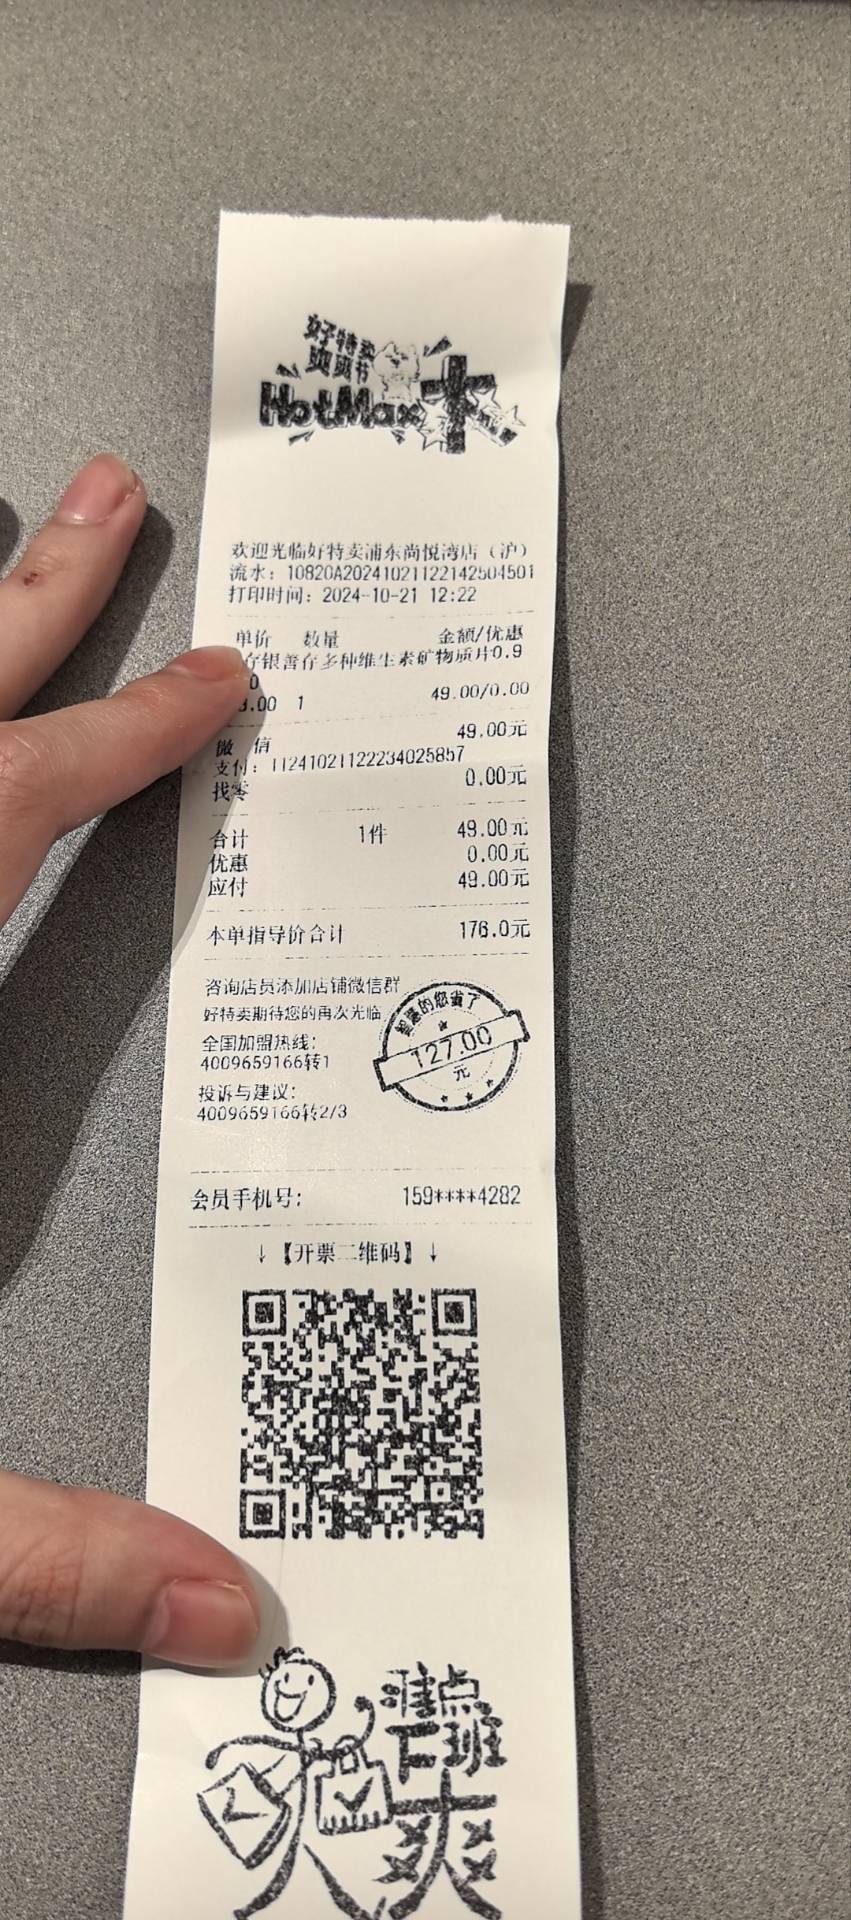 好特卖
爽爽节
HotMax
欢迎光临好特卖浦东尚悦湾店（沪）
流水：10820A20241021122142504501
打印时间：2024-10-21 12:22
单价 数量 金额/优惠
存银善存多种维生素矿物质片0.9
0
9.00 1 49.00/0.00
微 信 49.00元
支付：11241021122234025857
找零 0.00元
合计 1件 49.00元
优惠 0.00元
应付 49.00元
本单指导价合计 176.0元
咨询店员添加店铺微信群
好特卖期待您的再次光临
全国加盟热线：
4009659166转1
投诉与建议：
4009659166转2/3
智慧的您省了
127.00
元
会员手机号： 159****4282
↓【开票二维码】↓
准点
下班
爽